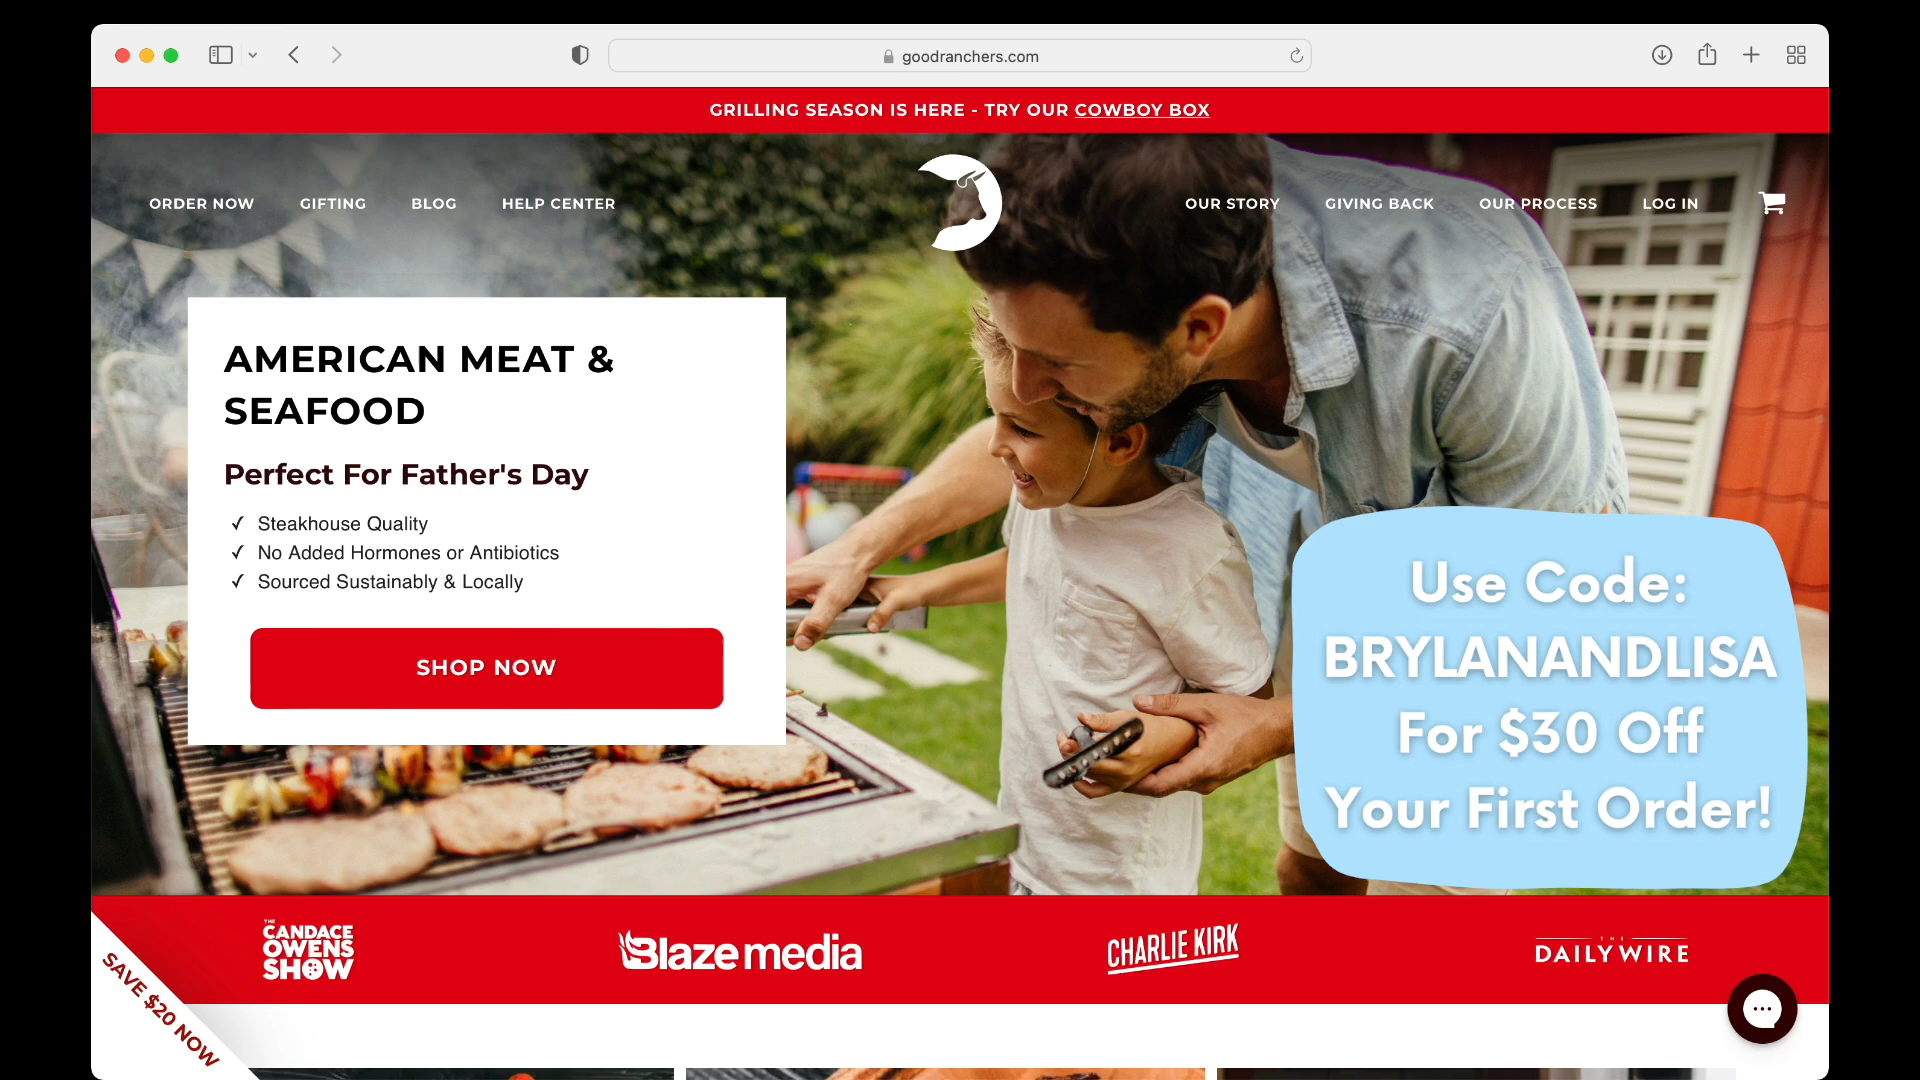 goodranchers.com
GRILLING SEASON IS HERE - TRY OUR COWBOY BOX
ORDER NOW
GIFTING
BLOG
HELP CENTER
OUR STORY
GIVING BACK
OUR PROCESS
LOG IN
AMERICAN MEAT &
SEAFOOD
Perfect For Father's Day
✓ Steakhouse Quality
✓ No Added Hormones or Antibiotics
✓ Sourced Sustainably & Locally
SHOP NOW
Use Code:
BRYLANANDLISA
For $30 Off
Your First Order!
THE
CANDACE
OWENS
SHOW
Blaze media
CHARLIE KIRK
THE
DAILYWIRE
SAVE $20 NOW